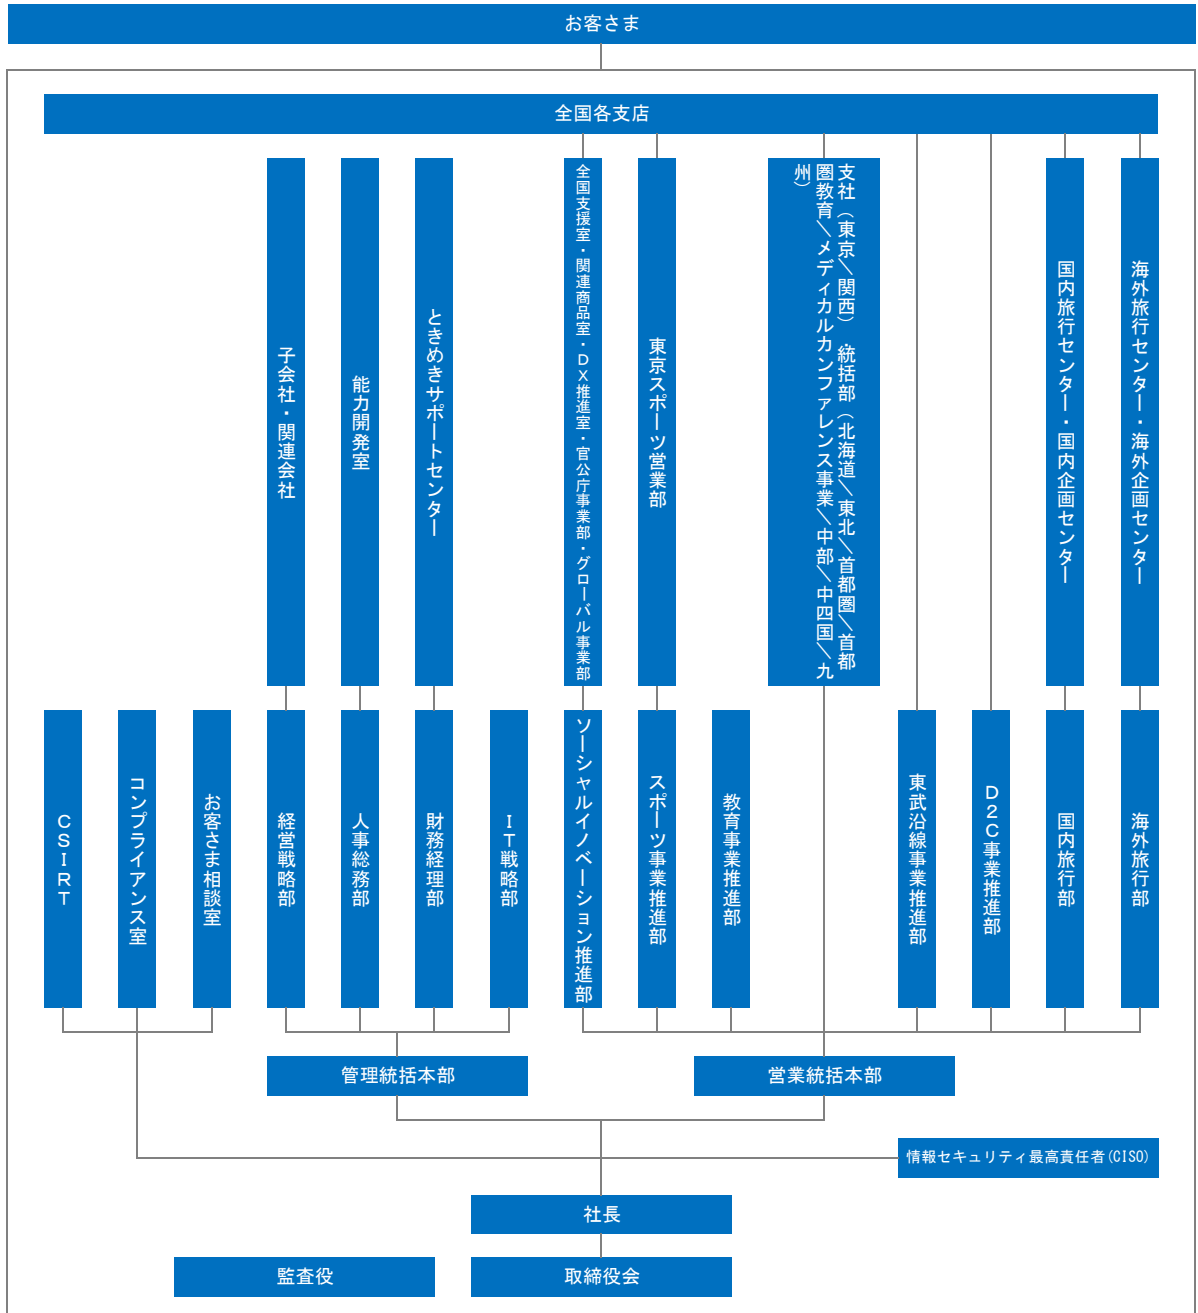 お客さま
全国各支店
子会社・関連会社
能力開発室
ときめきサポートセンター
全国支援室・関連商品室・DX推進室・官公庁事業部・グローバル事業部
東京スポーツ営業部
支社（東京＼関西）・統括部（北海道＼東北＼首都圏＼首都
圏教育＼メディカルカンファレンス事業＼中部＼中四国＼九
州）
国内旅行センター・国内企画センター
海外旅行センター・海外企画センター
CSIRT
コンプライアンス室
お客さま相談室
経営戦略部
人事総務部
財務経理部
IT戦略部
ソーシャルイノベーション推進部
スポーツ事業推進部
教育事業推進部
東武沿線事業推進部
D2C事業推進部
国内旅行部
海外旅行部
管理統括本部
営業統括本部
情報セキュリティ最高責任者(CISO)
社長
監査役
取締役会